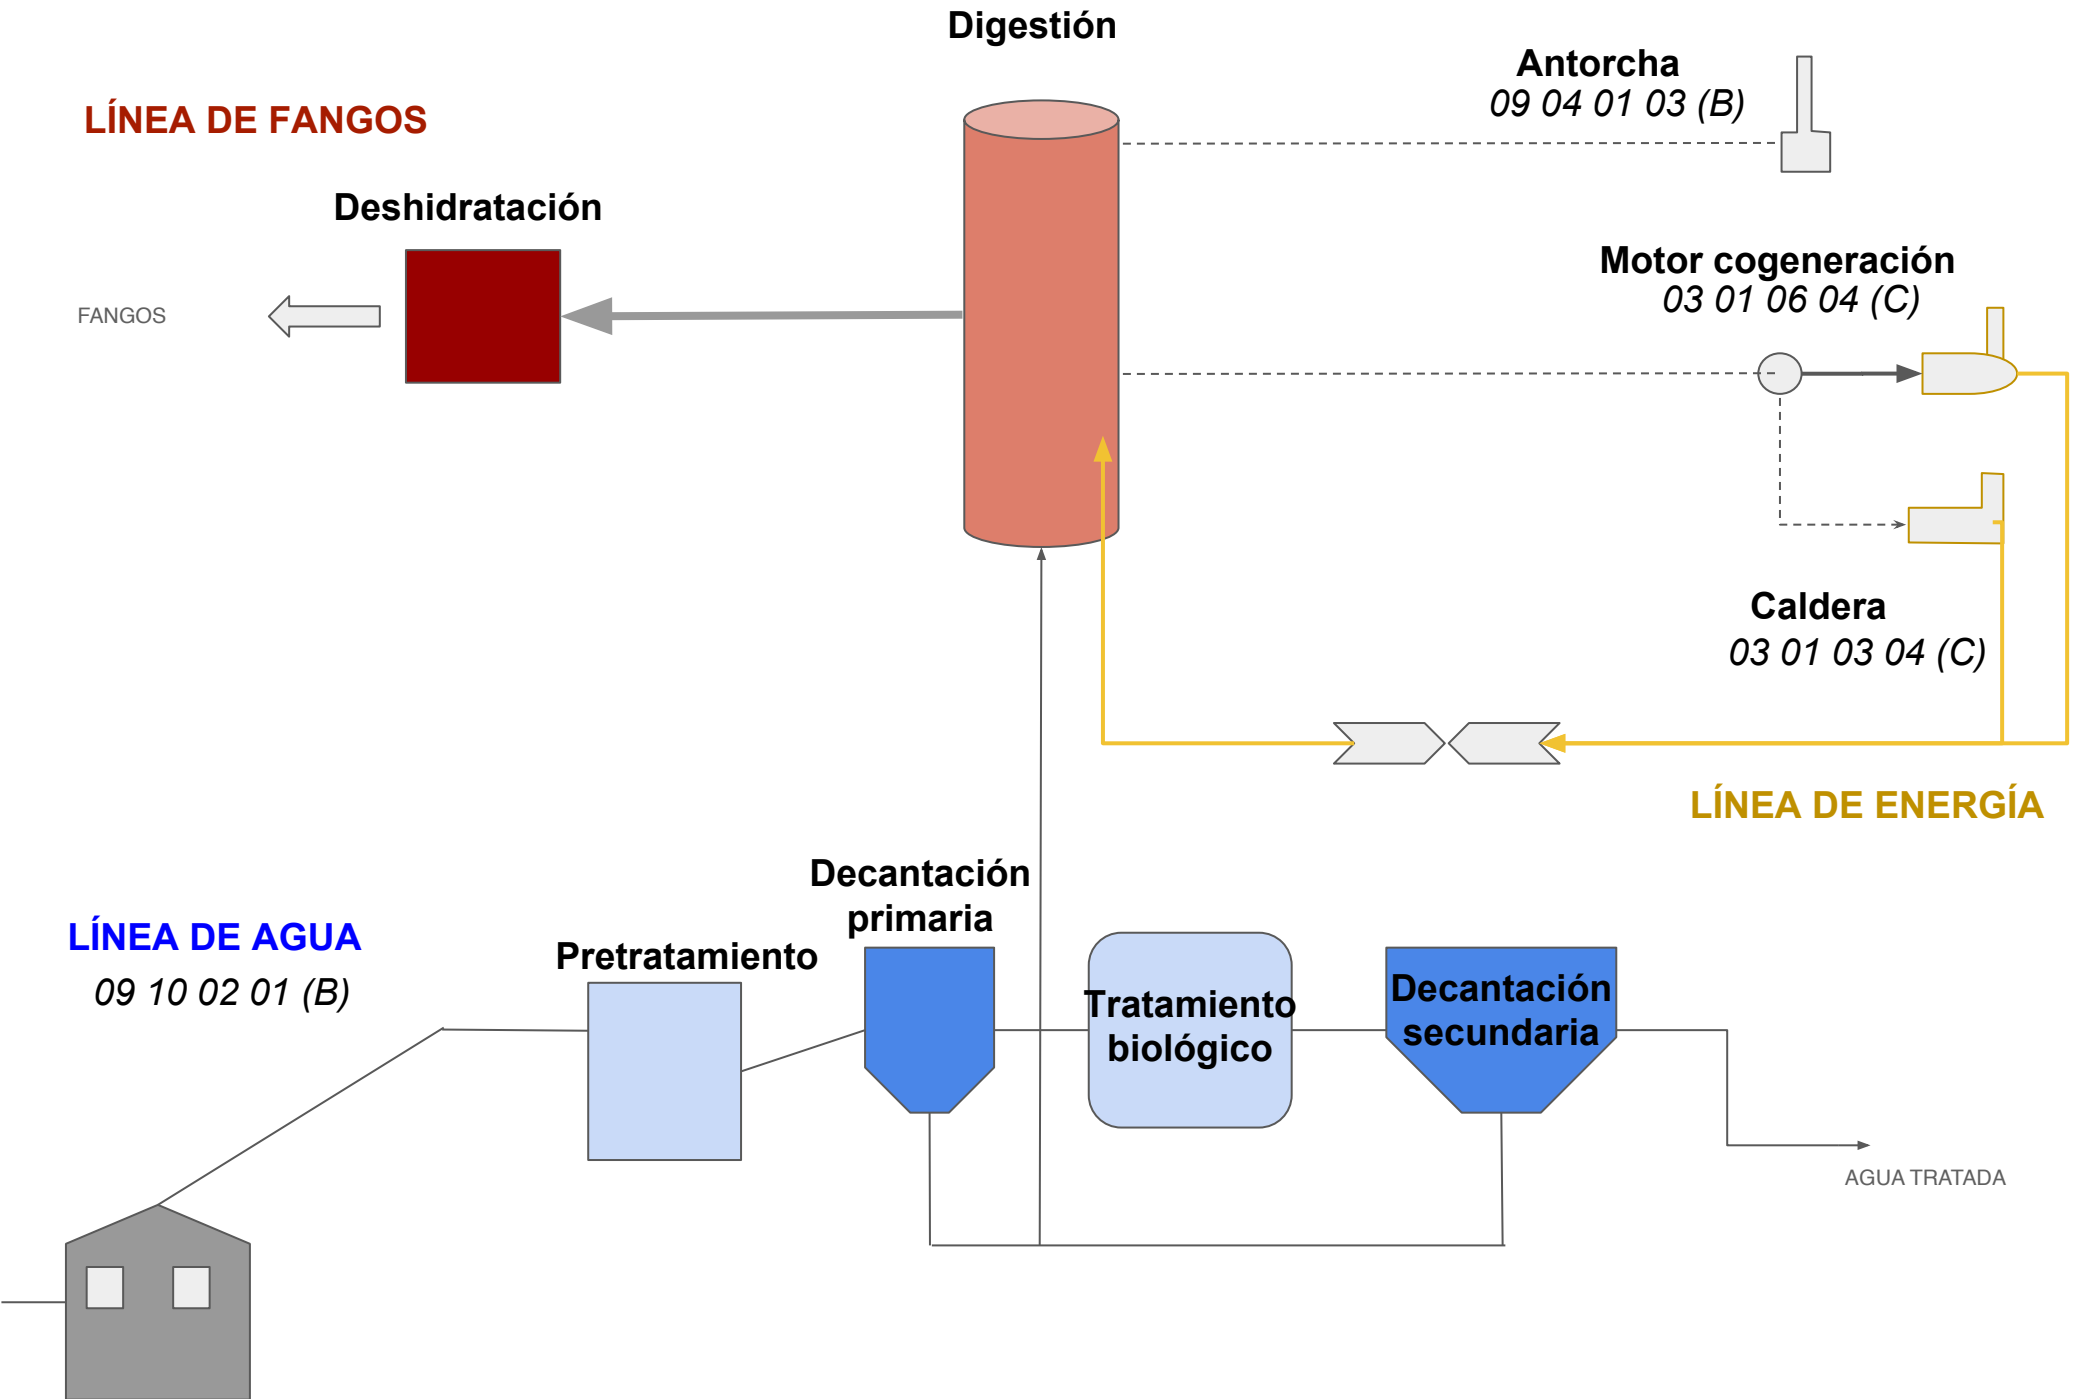 Digestión
Antorcha
09 04 01 03 (B)
LÍNEA DE FANGOS
Deshidratación
Motor cogeneración
03 01 06 04 (C)
FANGOS
Caldera
03 01 03 04 (C)
LÍNEA DE ENERGÍA
Decantación
primaria
LÍNEA DE AGUA
09 10 02 01 (B)
Pretratamiento
Tratamiento
biológico
Decantación
secundaria
AGUA TRATADA